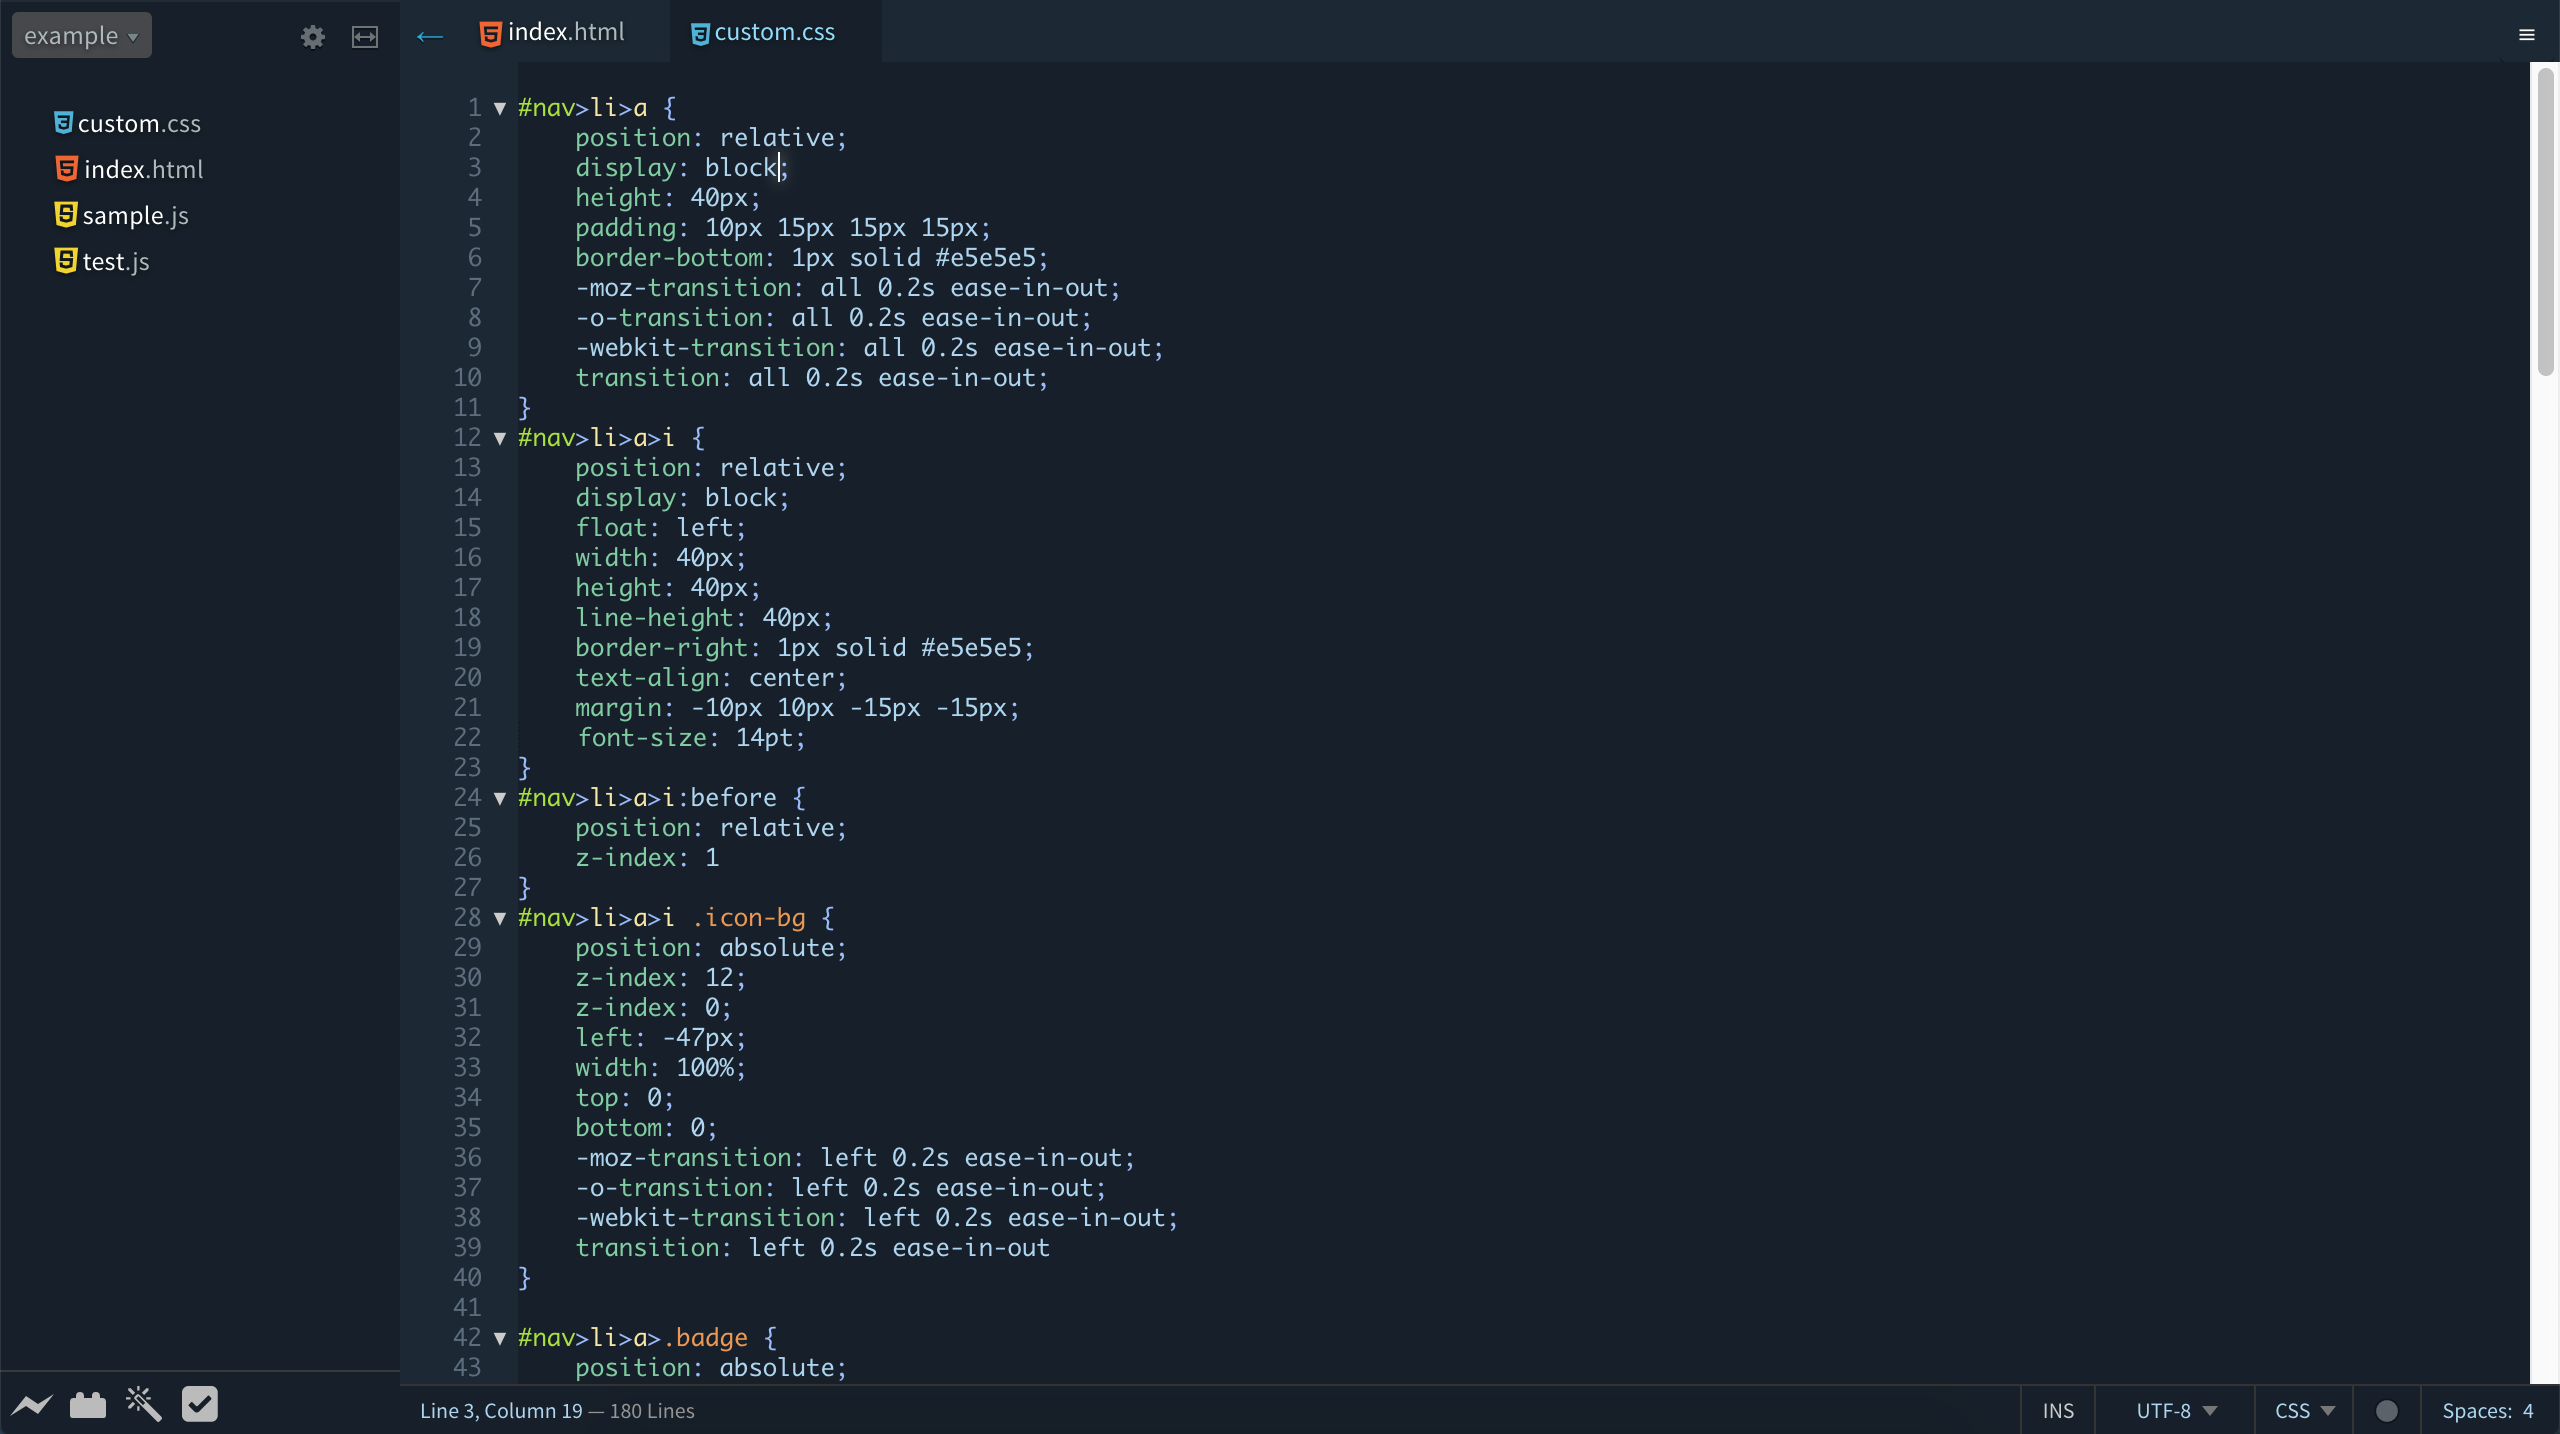 example
custom.css
index.html
sample.js
test.js
index.html
custom.css
1 #nav>li>a {
2 position: relative;
3 display: block;
4 height: 40px;
5 padding: 10px 15px 15px 15px;
6 border-bottom: 1px solid #e5e5e5;
7 -moz-transition: all 0.2s ease-in-out;
8 -o-transition: all 0.2s ease-in-out;
9 -webkit-transition: all 0.2s ease-in-out;
10 transition: all 0.2s ease-in-out;
11 }
12 #nav>li>a>i {
13 position: relative;
14 display: block;
15 float: left;
16 width: 40px;
17 height: 40px;
18 line-height: 40px;
19 border-right: 1px solid #e5e5e5;
20 text-align: center;
21 margin: -10px 10px -15px -15px;
22 font-size: 14pt;
23 }
24 #nav>li>a>i:before {
25 position: relative;
26 z-index: 1
27 }
28 #nav>li>a>i .icon-bg {
29 position: absolute;
30 z-index: 12;
31 z-index: 0;
32 left: -47px;
33 width: 100%;
34 top: 0;
35 bottom: 0;
36 -moz-transition: left 0.2s ease-in-out;
37 -o-transition: left 0.2s ease-in-out;
38 -webkit-transition: left 0.2s ease-in-out;
39 transition: left 0.2s ease-in-out
40 }
41
42 #nav>li>a>.badge {
43 position: absolute;
Line 3, Column 19 — 180 Lines
INS
UTF-8
CSS
Spaces: 4